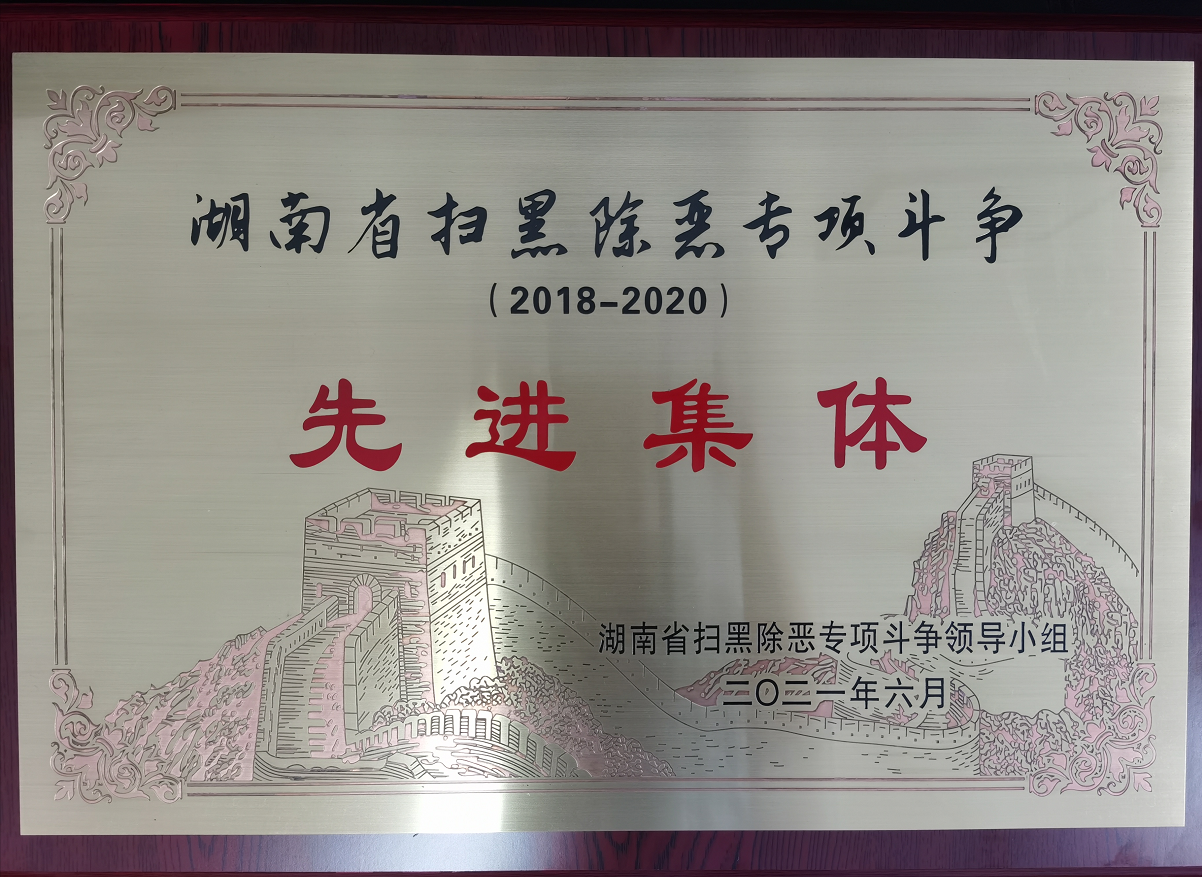 湖南省扫黑除恶专项斗争
（2018-2020）
先进集体
湖南省扫黑除恶专项斗争领导小组
二〇二一年六月